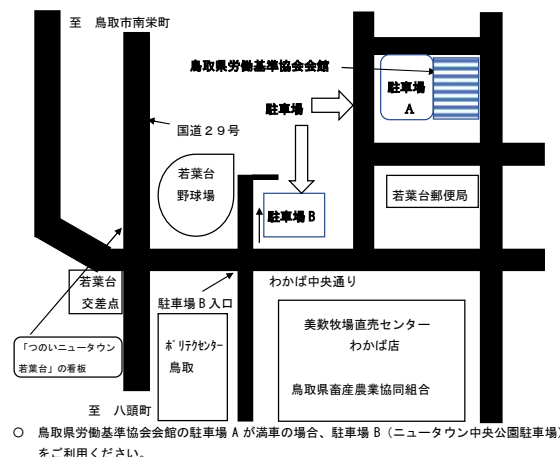 至　鳥取市南栄町
鳥取県労働基準協会会館
駐車場
A
駐車場
国道２９号
若葉台
野球場
若葉台郵便局
駐車場 B
若葉台
交差点
駐車場 B 入口
わかば中央通り
「つのいニュータウン
若葉台」の看板
ﾎﾟﾘﾃｸｾﾝﾀｰ
鳥取
美歎牧場直売センター
わかば店
鳥取県畜産農業協同組合
至　八頭町
○　鳥取県労働基準協会会館の駐車場 A が満車の場合、駐車場 B（ニュータウン中央公園駐車場）
をご利用ください。